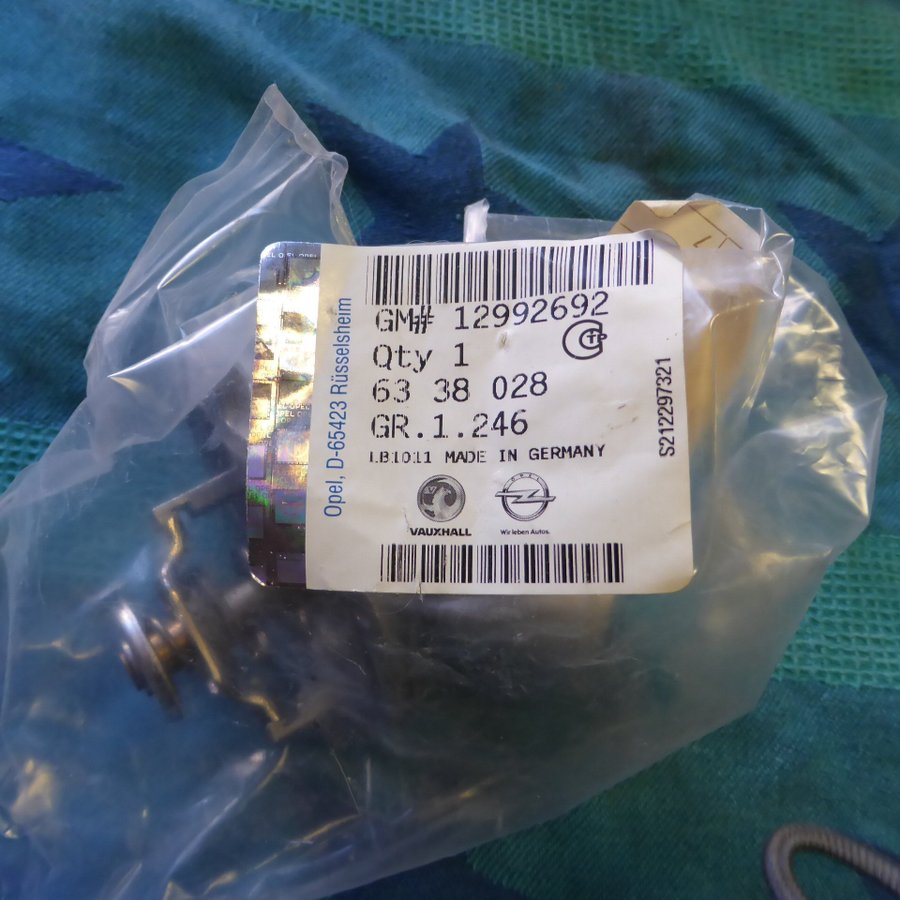 GM# 12992692
Qty 1
63 38 028
GR.1.246
LB1011 MADE IN GERMANY
VAUXHALL
OPEL
Wir leben Autos.
Opel, D-65423 Rüsselsheim
S212297321